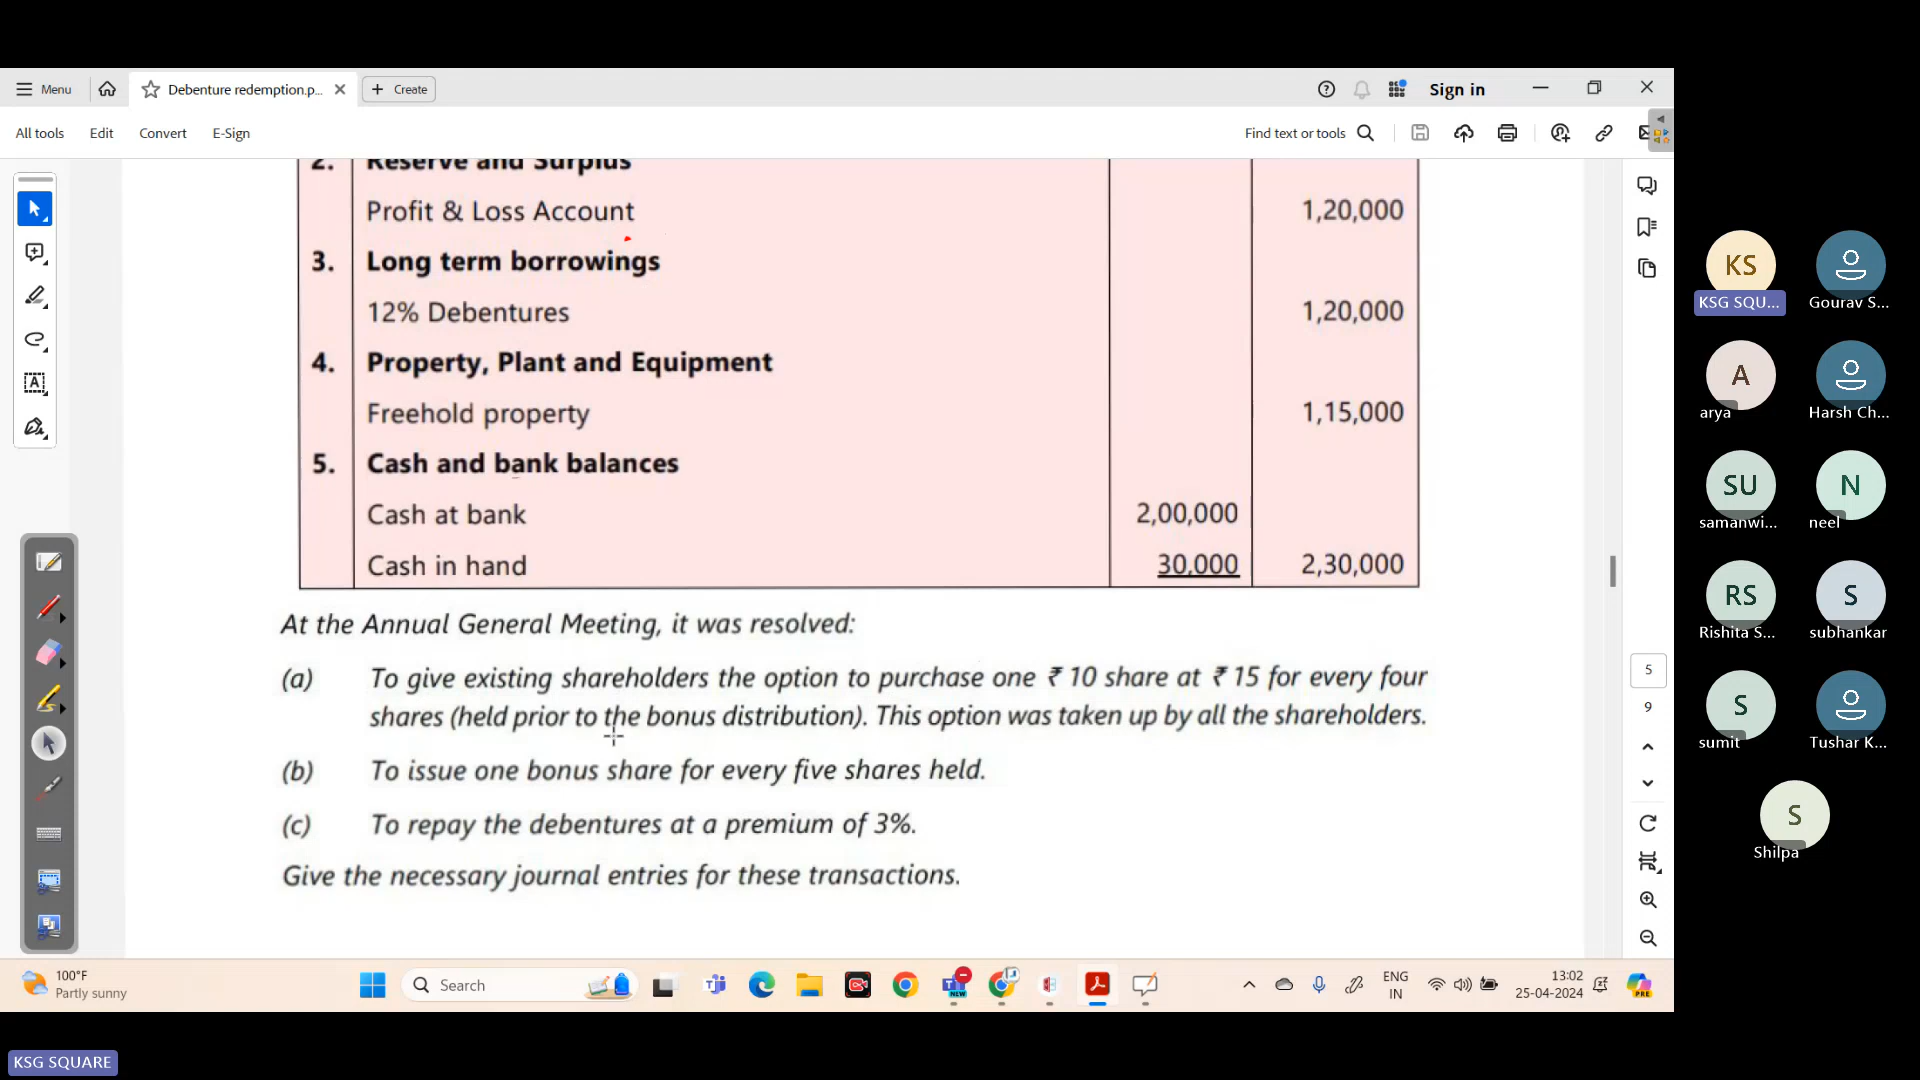 Menu
Debenture redemption.p...
Create
Sign in
All tools
Edit
Convert
E-Sign
Find text or tools
2. Reserve and Surplus
Profit & Loss Account 1,20,000
3. Long term borrowings
12% Debentures 1,20,000
4. Property, Plant and Equipment
Freehold property 1,15,000
5. Cash and bank balances
Cash at bank 2,00,000
Cash in hand 30,000 2,30,000
At the Annual General Meeting, it was resolved:
(a) To give existing shareholders the option to purchase one ₹ 10 share at ₹ 15 for every four
shares (held prior to the bonus distribution). This option was taken up by all the shareholders.
(b) To issue one bonus share for every five shares held.
(c) To repay the debentures at a premium of 3%.
Give the necessary journal entries for these transactions.
5
9
KS
KSG SQU...
Gourav S...
A
arya
Harsh Ch...
SU
samanwi...
N
neel
RS
Rishita S...
S
subhankar
S
sumit
Tushar K...
S
Shilpa
100°F
Partly sunny
Search
NEW
ENG
IN
13:02
25-04-2024
PRE
KSG SQUARE